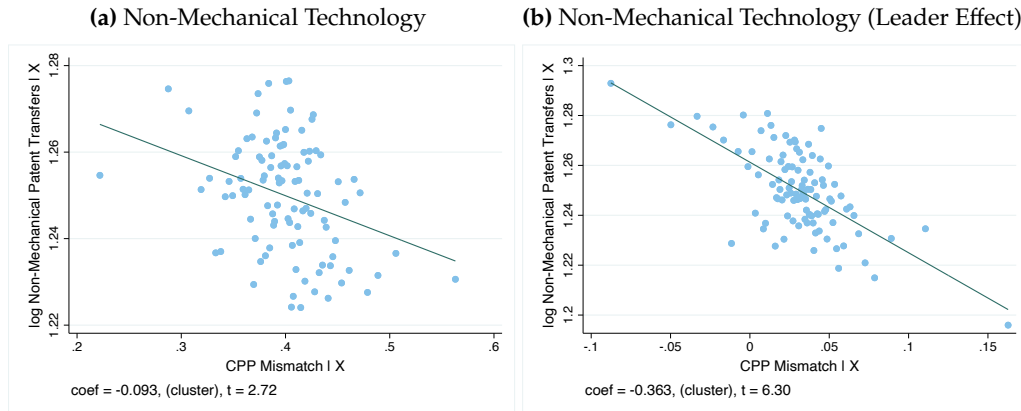 (a) Non-Mechanical Technology
log Non-Mechanical Patent Transfers | X
1.28
1.26
1.24
1.22
.2 .3 .4 .5 .6
CPP Mismatch | X
coef = -0.093, (cluster), t = 2.72
(b) Non-Mechanical Technology (Leader Effect)
log Non-Mechanical Patent Transfers | X
1.3
1.28
1.26
1.24
1.22
1.2
-.1 -.05 0 .05 .1 .15
CPP Mismatch | X
coef = -0.363, (cluster), t = 6.30